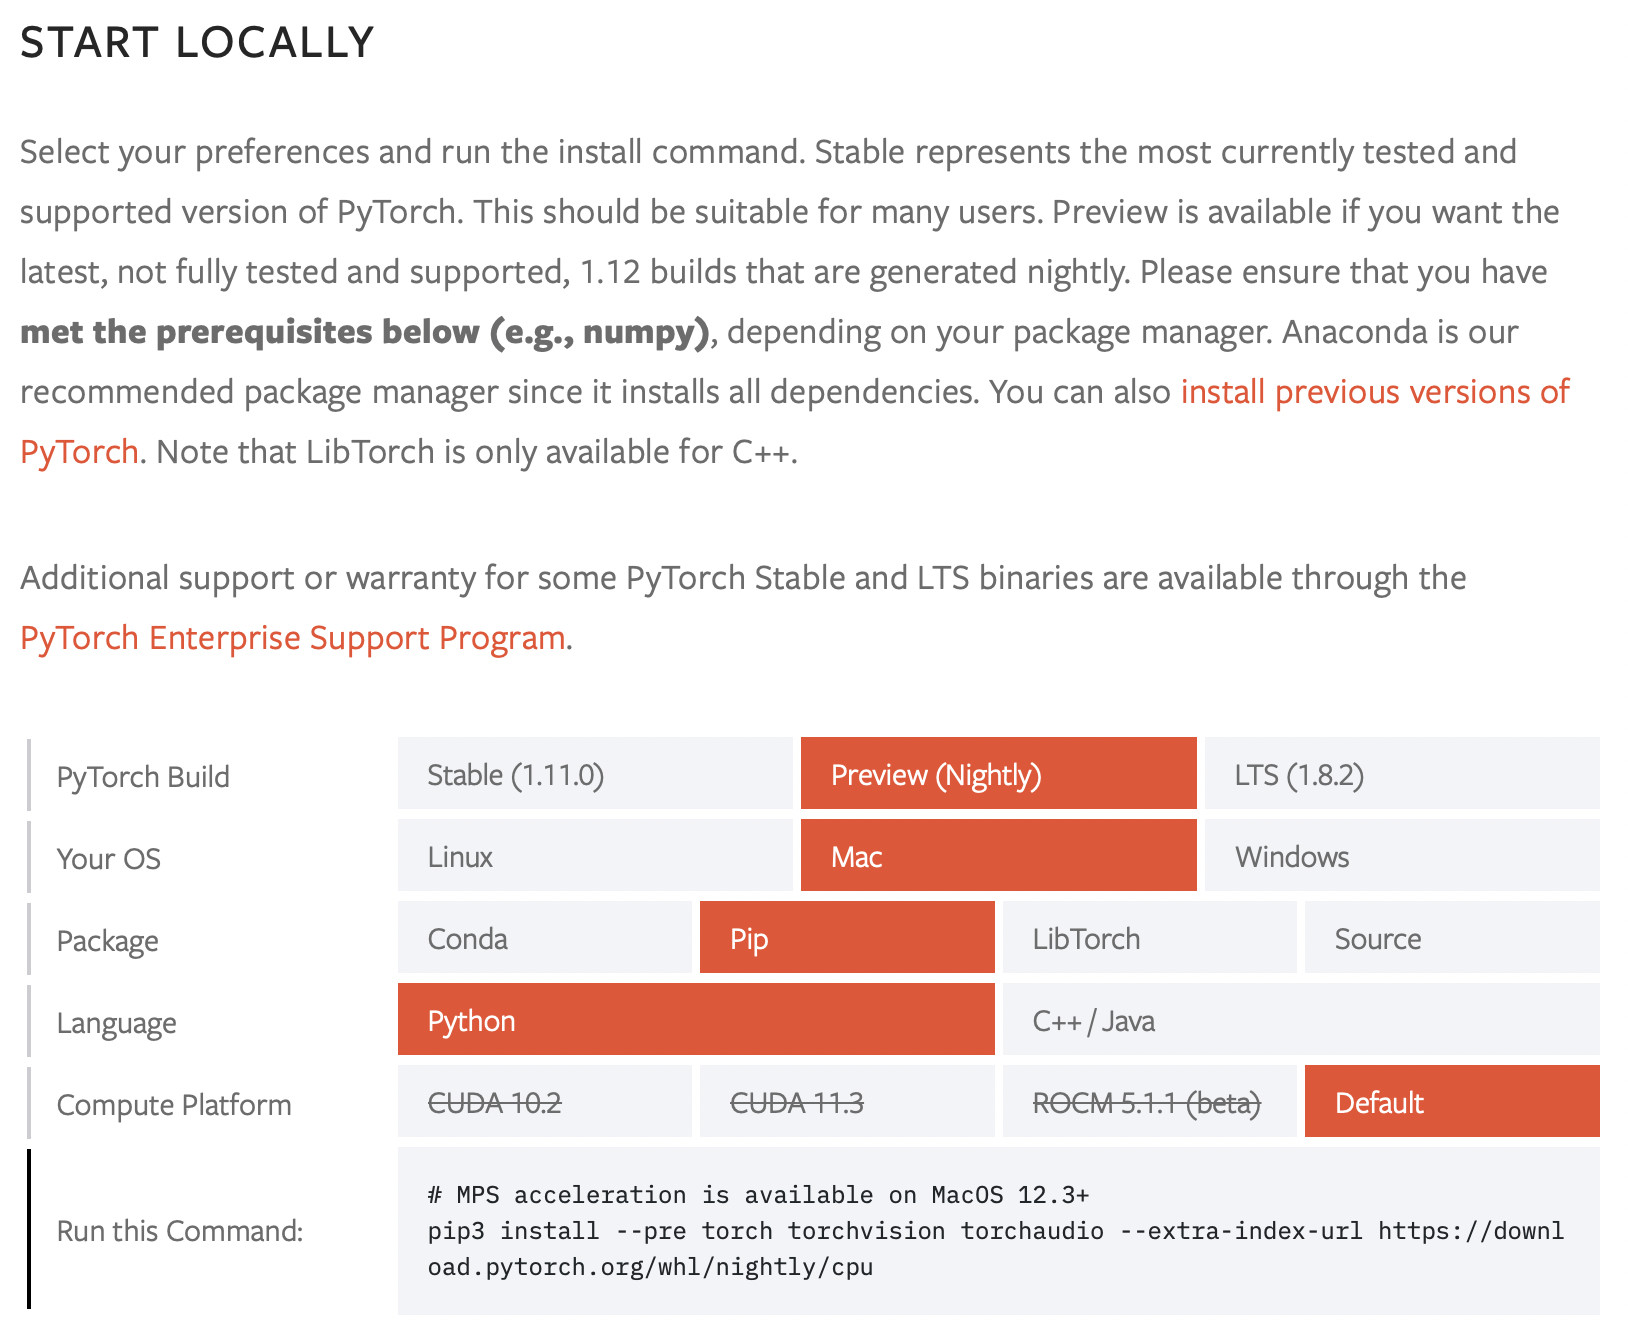 START LOCALLY
Select your preferences and run the install command. Stable represents the most currently tested and
supported version of PyTorch. This should be suitable for many users. Preview is available if you want the
latest, not fully tested and supported, 1.12 builds that are generated nightly. Please ensure that you have
met the prerequisites below (e.g., numpy), depending on your package manager. Anaconda is our
recommended package manager since it installs all dependencies. You can also install previous versions of
PyTorch. Note that LibTorch is only available for C++.
Additional support or warranty for some PyTorch Stable and LTS binaries are available through the
PyTorch Enterprise Support Program.
PyTorch Build Stable (1.11.0) Preview (Nightly) LTS (1.8.2)
Your OS Linux Mac Windows
Package Conda Pip LibTorch Source
Language Python C++ / Java
Compute Platform CUDA 10.2 CUDA 11.3 ROCM 5.1.1 (beta) Default
# MPS acceleration is available on MacOS 12.3+
Run this Command: pip3 install --pre torch torchvision torchaudio --extra-index-url https://downl
oad.pytorch.org/whl/nightly/cpu